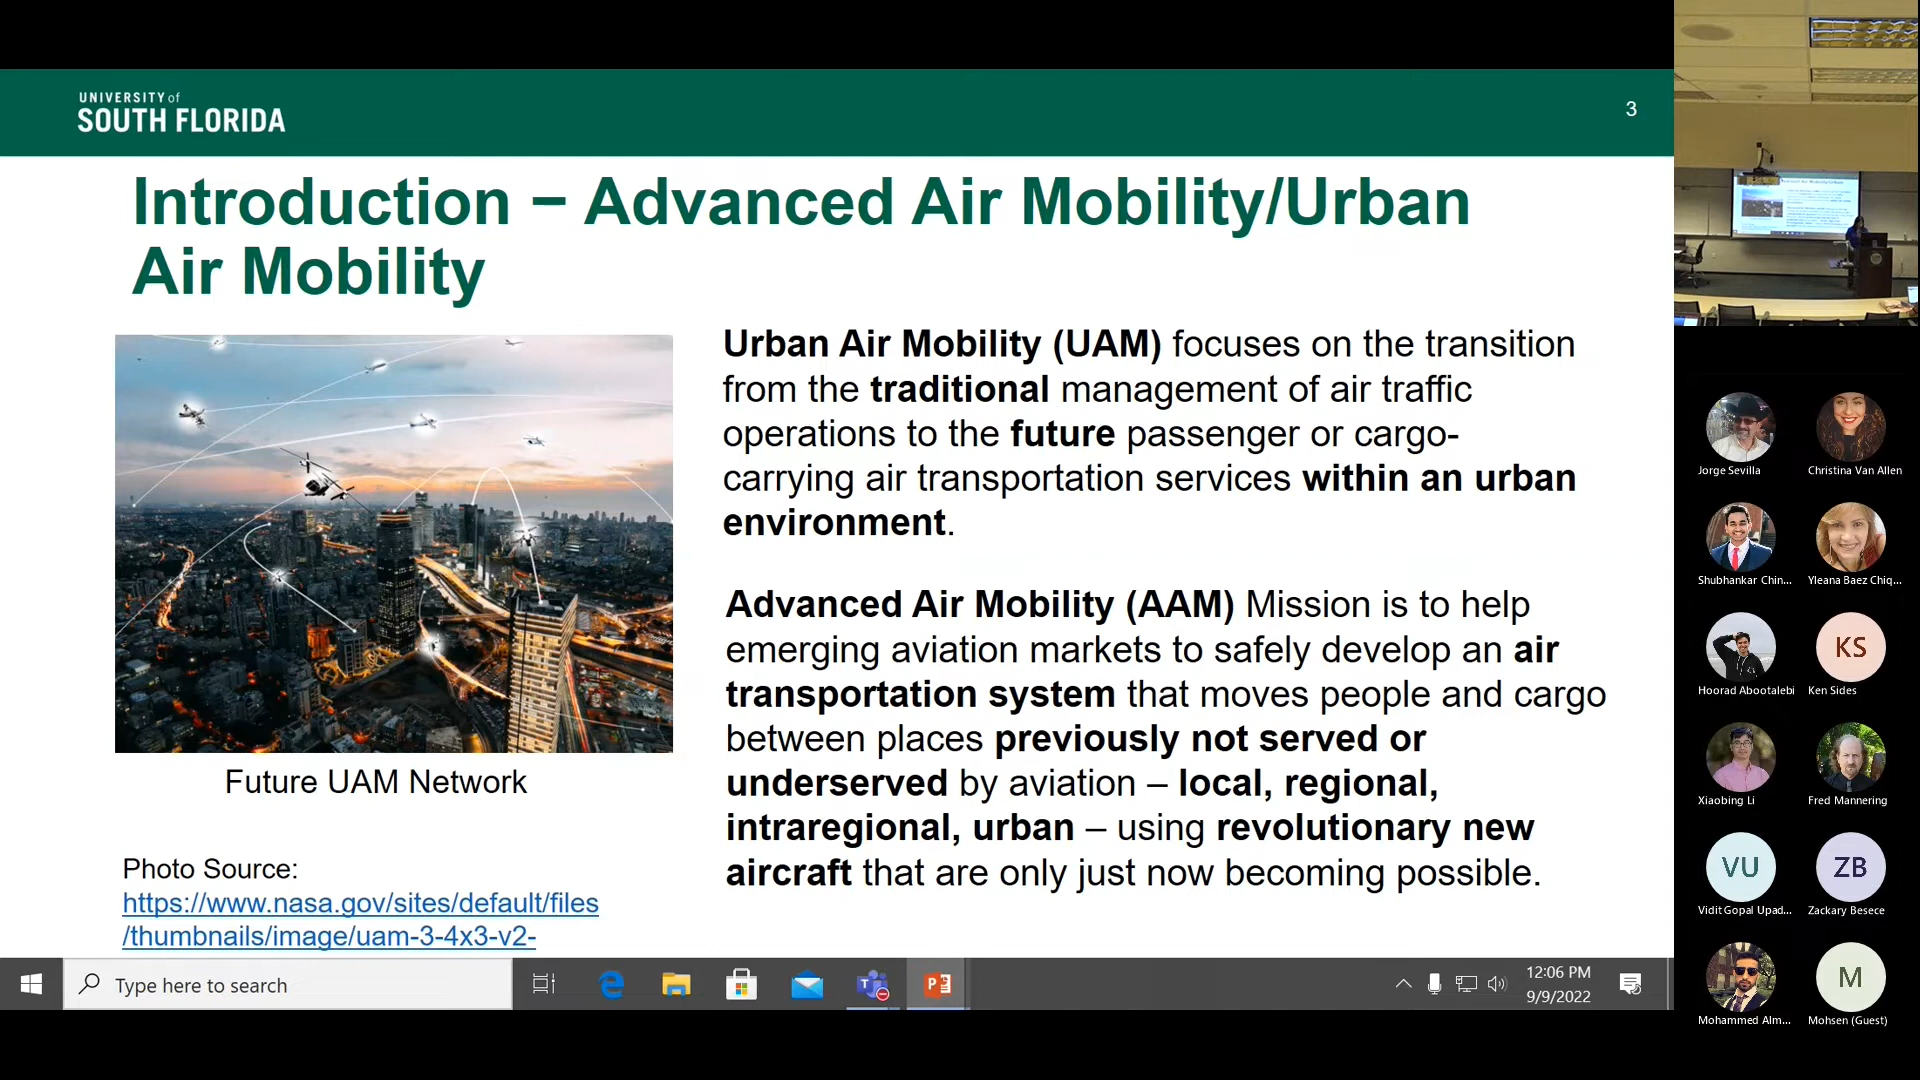 UNIVERSITY of
SOUTH FLORIDA
3
Introduction – Advanced Air Mobility/Urban
Air Mobility
Urban Air Mobility (UAM) focuses on the transition
from the traditional management of air traffic
operations to the future passenger or cargo-
carrying air transportation services within an urban
environment.
Advanced Air Mobility (AAM) Mission is to help
emerging aviation markets to safely develop an air
transportation system that moves people and cargo
between places previously not served or
underserved by aviation – local, regional,
intraregional, urban – using revolutionary new
aircraft that are only just now becoming possible.
Future UAM Network
Photo Source:
https://www.nasa.gov/sites/default/files
/thumbnails/image/uam-3-4x3-v2-
Type here to search
12:06 PM
9/9/2022
Jorge Sevilla
Christina Van Allen
Shubhankar Chin...
Yleana Baez Chiq...
Hoorad Abootalebi
KS
Ken Sides
Xiaobing Li
Fred Mannering
VU
Vidit Gopal Upad...
ZB
Zackary Besece
Mohammed Alm...
M
Mohsen (Guest)